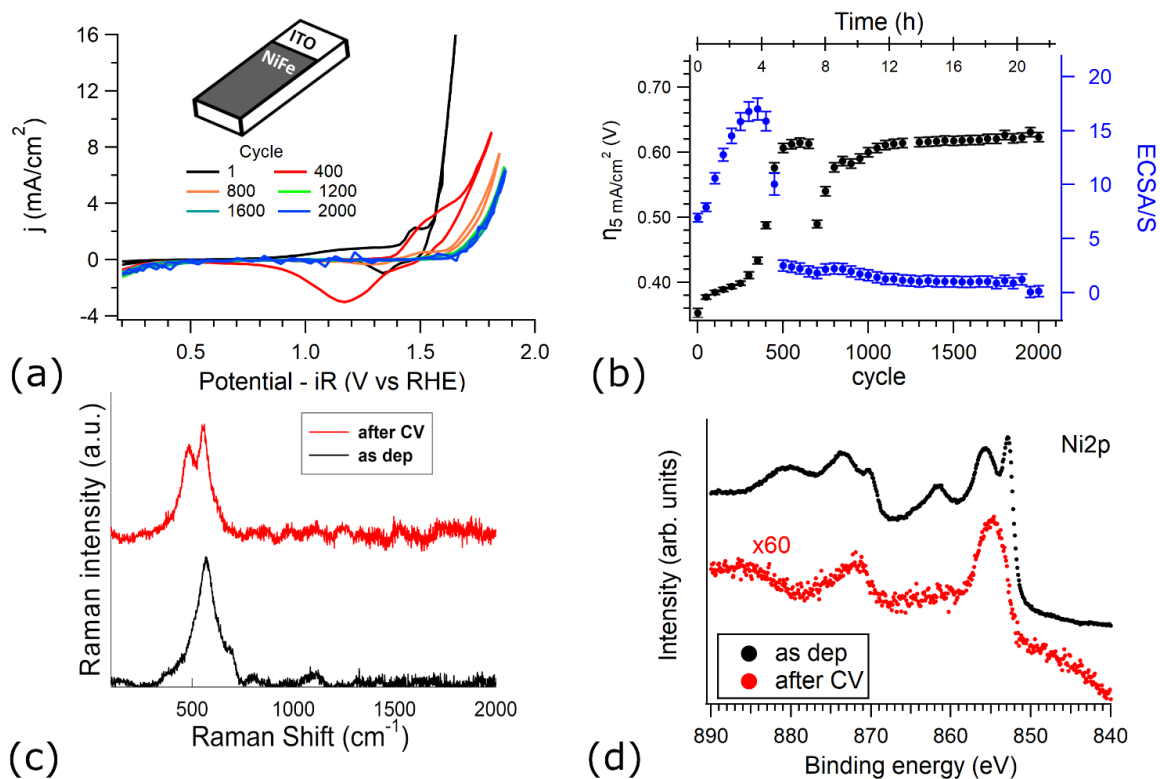 ITO
NiFe
Cycle
1 400
800 1200
1600 2000
16
12
8
4
0
-4
j (mA/cm²)
0.5 1.0 1.5 2.0
Potential - iR (V vs RHE)
(a)
Time (h)
0 4 8 12 16 20
0.70
0.60
0.50
0.40
η5 mA/cm² (V)
20
15
10
5
0
ECSA/S
0 500 1000 1500 2000
cycle
(b)
after CV
as dep
Raman intensity (a.u.)
500 1000 1500 2000
Raman Shift (cm⁻¹)
(c)
Ni2p
x60
as dep
after CV
Intensity (arb. units)
890 880 870 860 850 840
Binding energy (eV)
(d)